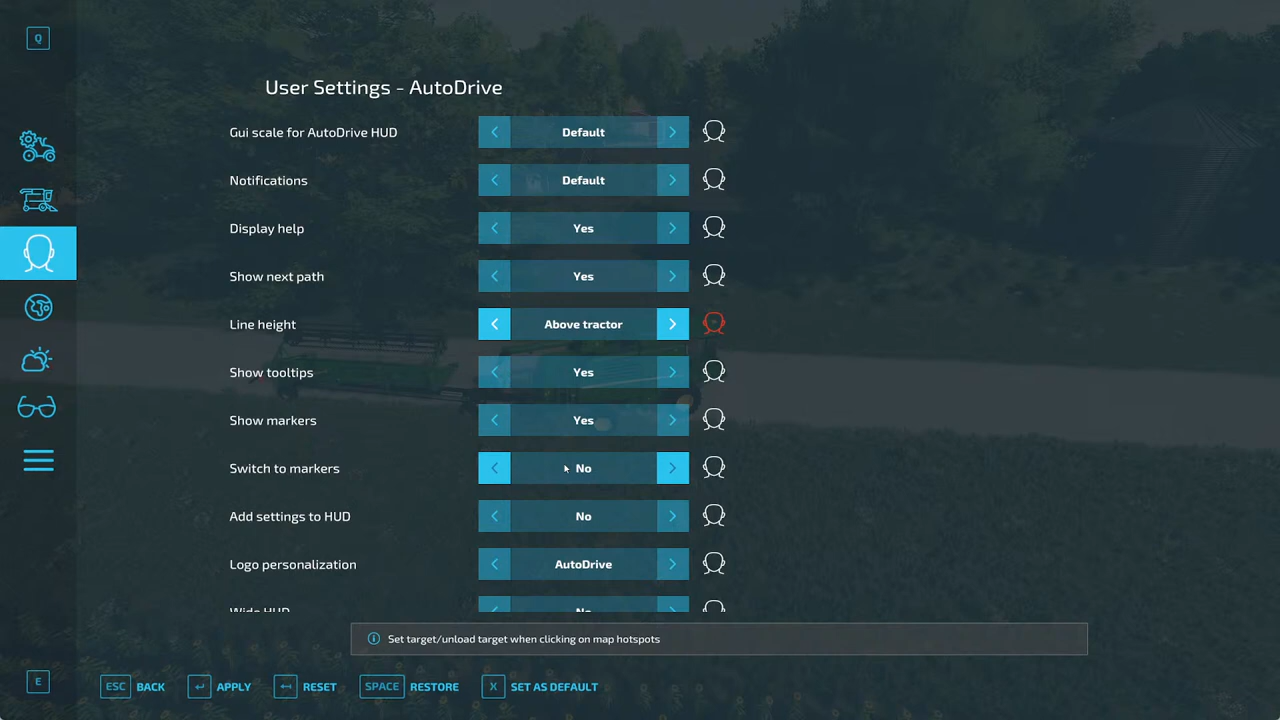 Q
User Settings - AutoDrive
Gui scale for AutoDrive HUD Default
Notifications Default
Display help Yes
Show next path Yes
Line height Above tractor
Show tooltips Yes
Show markers Yes
Switch to markers No
Add settings to HUD No
Logo personalization AutoDrive
Wide HUD No
Set target/unload target when clicking on map hotspots
E
ESC BACK APPLY RESET SPACE RESTORE X SET AS DEFAULT